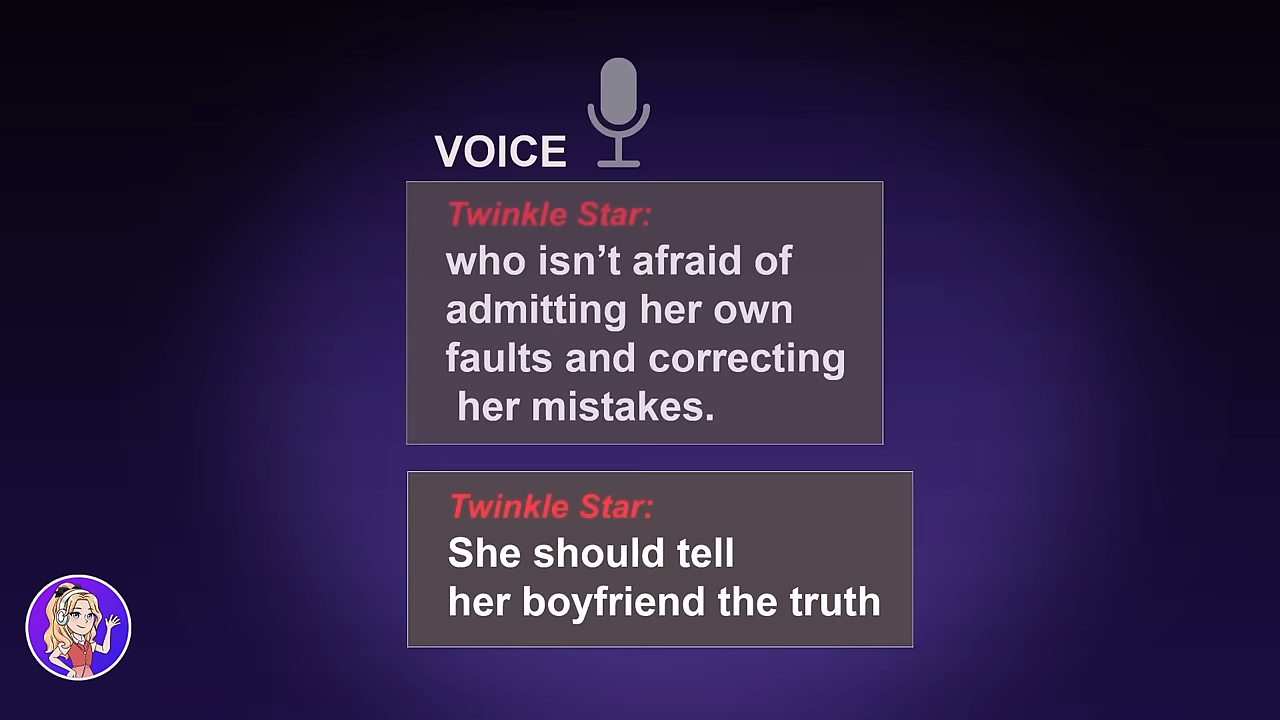 VOICE
Twinkle Star:
who isn’t afraid of
admitting her own
faults and correcting
her mistakes.
Twinkle Star:
She should tell
her boyfriend the truth